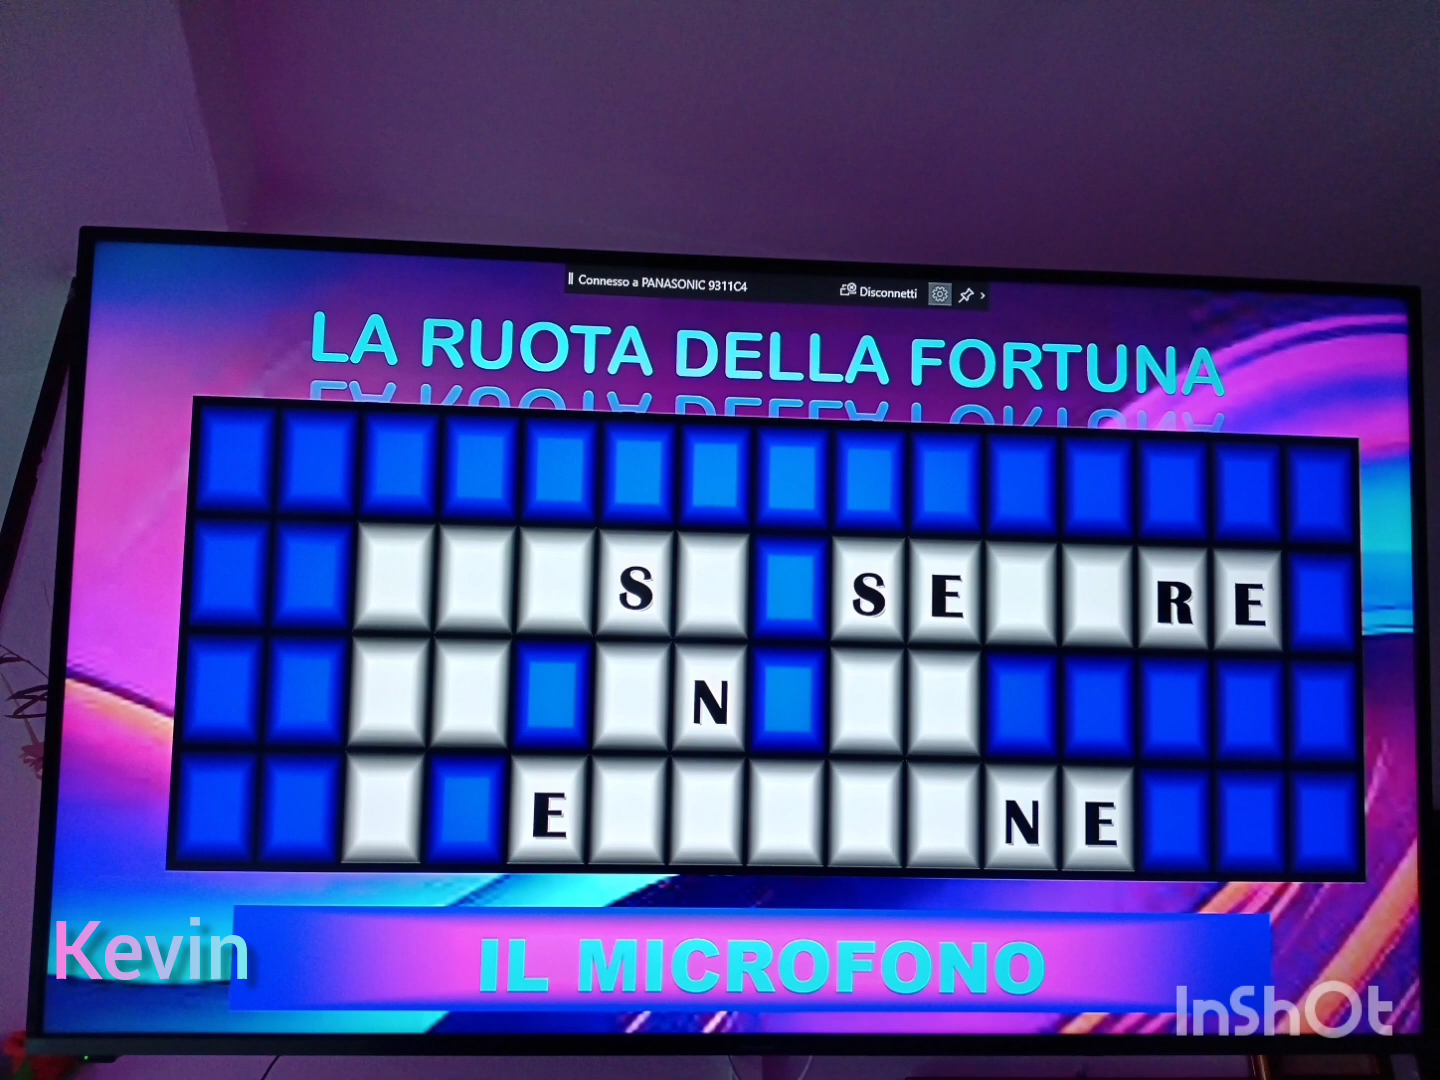 Connesso a PANASONIC 9311C4 Disconnetti
LA RUOTA DELLA FORTUNA
S SE RE
N
E NE
IL MICROFONO
Kevin
InShOt